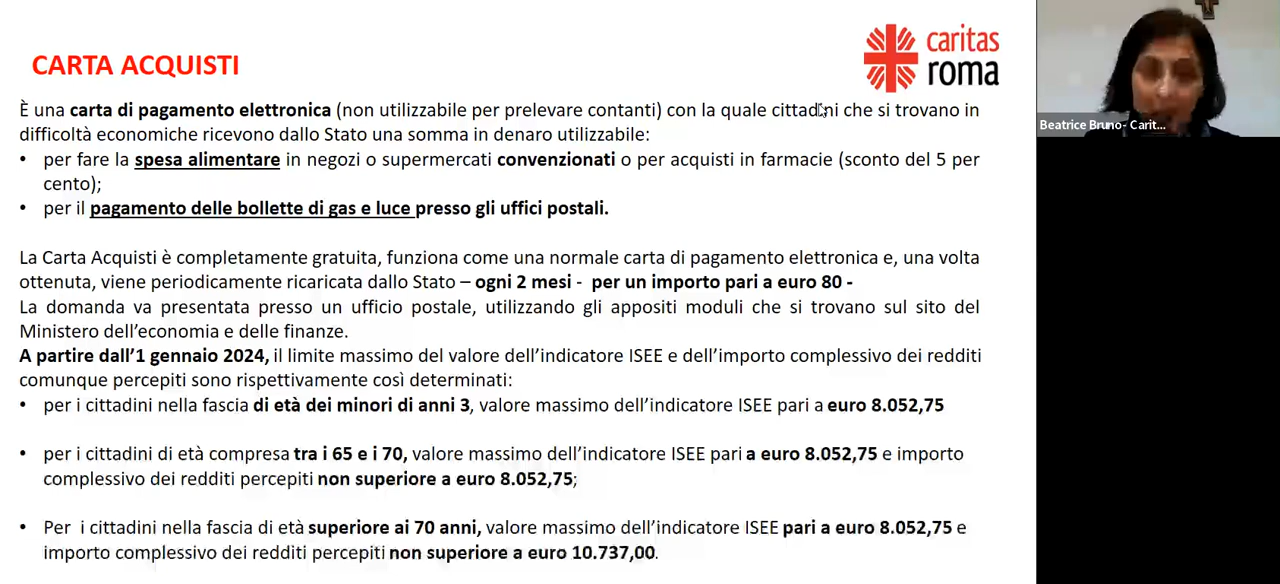 CARTA ACQUISTI
caritas
roma
È una carta di pagamento elettronica (non utilizzabile per prelevare contanti) con la quale cittadini che si trovano in
difficoltà economiche ricevono dallo Stato una somma in denaro utilizzabile:
• per fare la spesa alimentare in negozi o supermercati convenzionati o per acquisti in farmacie (sconto del 5 per
cento);
• per il pagamento delle bollette di gas e luce presso gli uffici postali.
La Carta Acquisti è completamente gratuita, funziona come una normale carta di pagamento elettronica e, una volta
ottenuta, viene periodicamente ricaricata dallo Stato – ogni 2 mesi - per un importo pari a euro 80 -
La domanda va presentata presso un ufficio postale, utilizzando gli appositi moduli che si trovano sul sito del
Ministero dell’economia e delle finanze.
A partire dall’1 gennaio 2024, il limite massimo del valore dell’indicatore ISEE e dell’importo complessivo dei redditi
comunque percepiti sono rispettivamente così determinati:
• per i cittadini nella fascia di età dei minori di anni 3, valore massimo dell’indicatore ISEE pari a euro 8.052,75
• per i cittadini di età compresa tra i 65 e i 70, valore massimo dell’indicatore ISEE pari a euro 8.052,75 e importo
complessivo dei redditi percepiti non superiore a euro 8.052,75;
• Per i cittadini nella fascia di età superiore ai 70 anni, valore massimo dell’indicatore ISEE pari a euro 8.052,75 e
importo complessivo dei redditi percepiti non superiore a euro 10.737,00.
Beatrice Bruno- Carit...